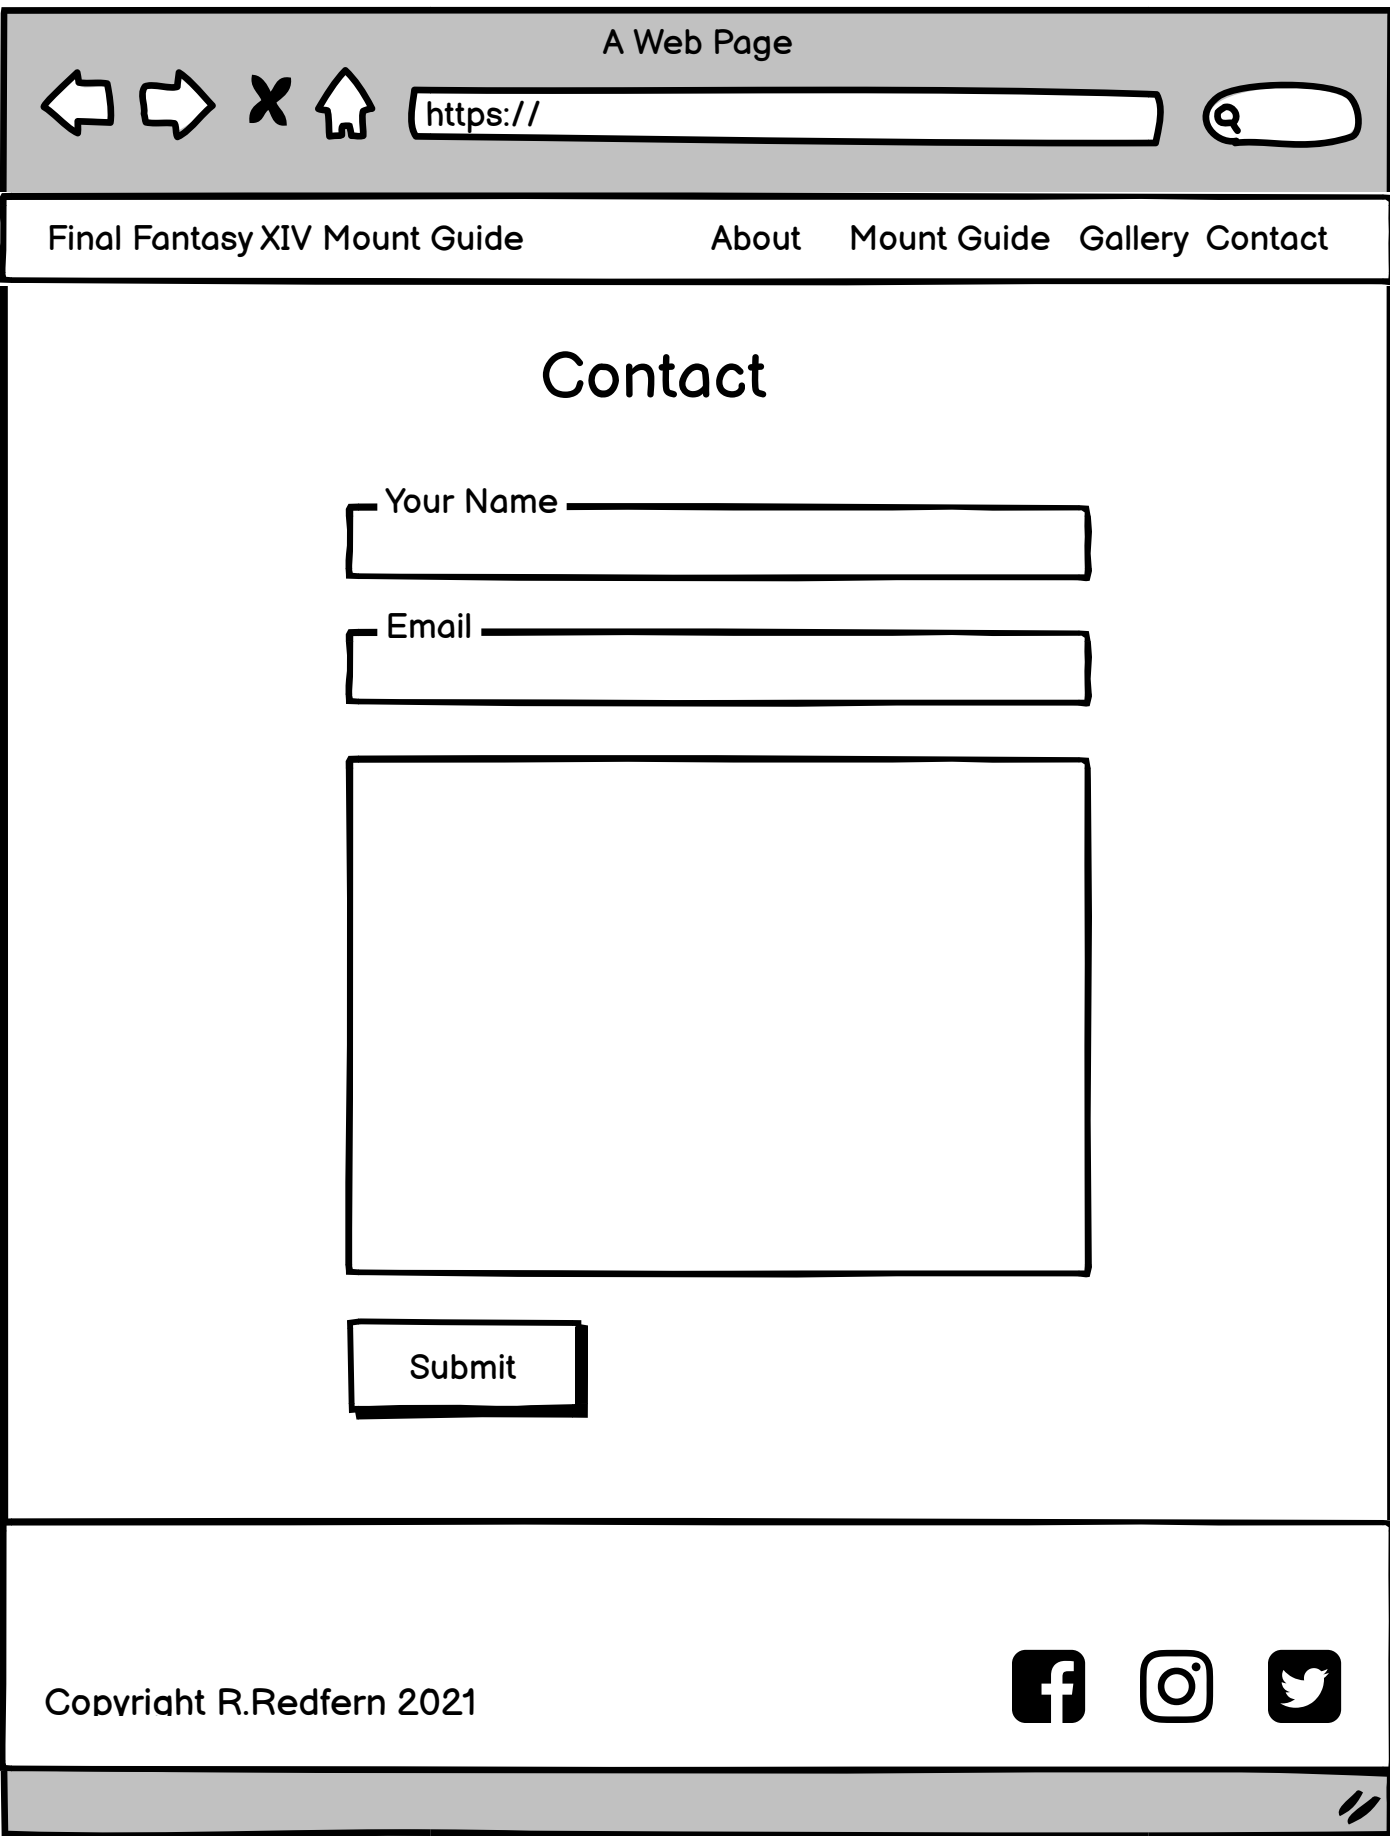 A Web Page
https://
Final Fantasy XIV Mount Guide About Mount Guide Gallery Contact
Contact
Your Name
Email
Submit
Copyright R.Redfern 2021